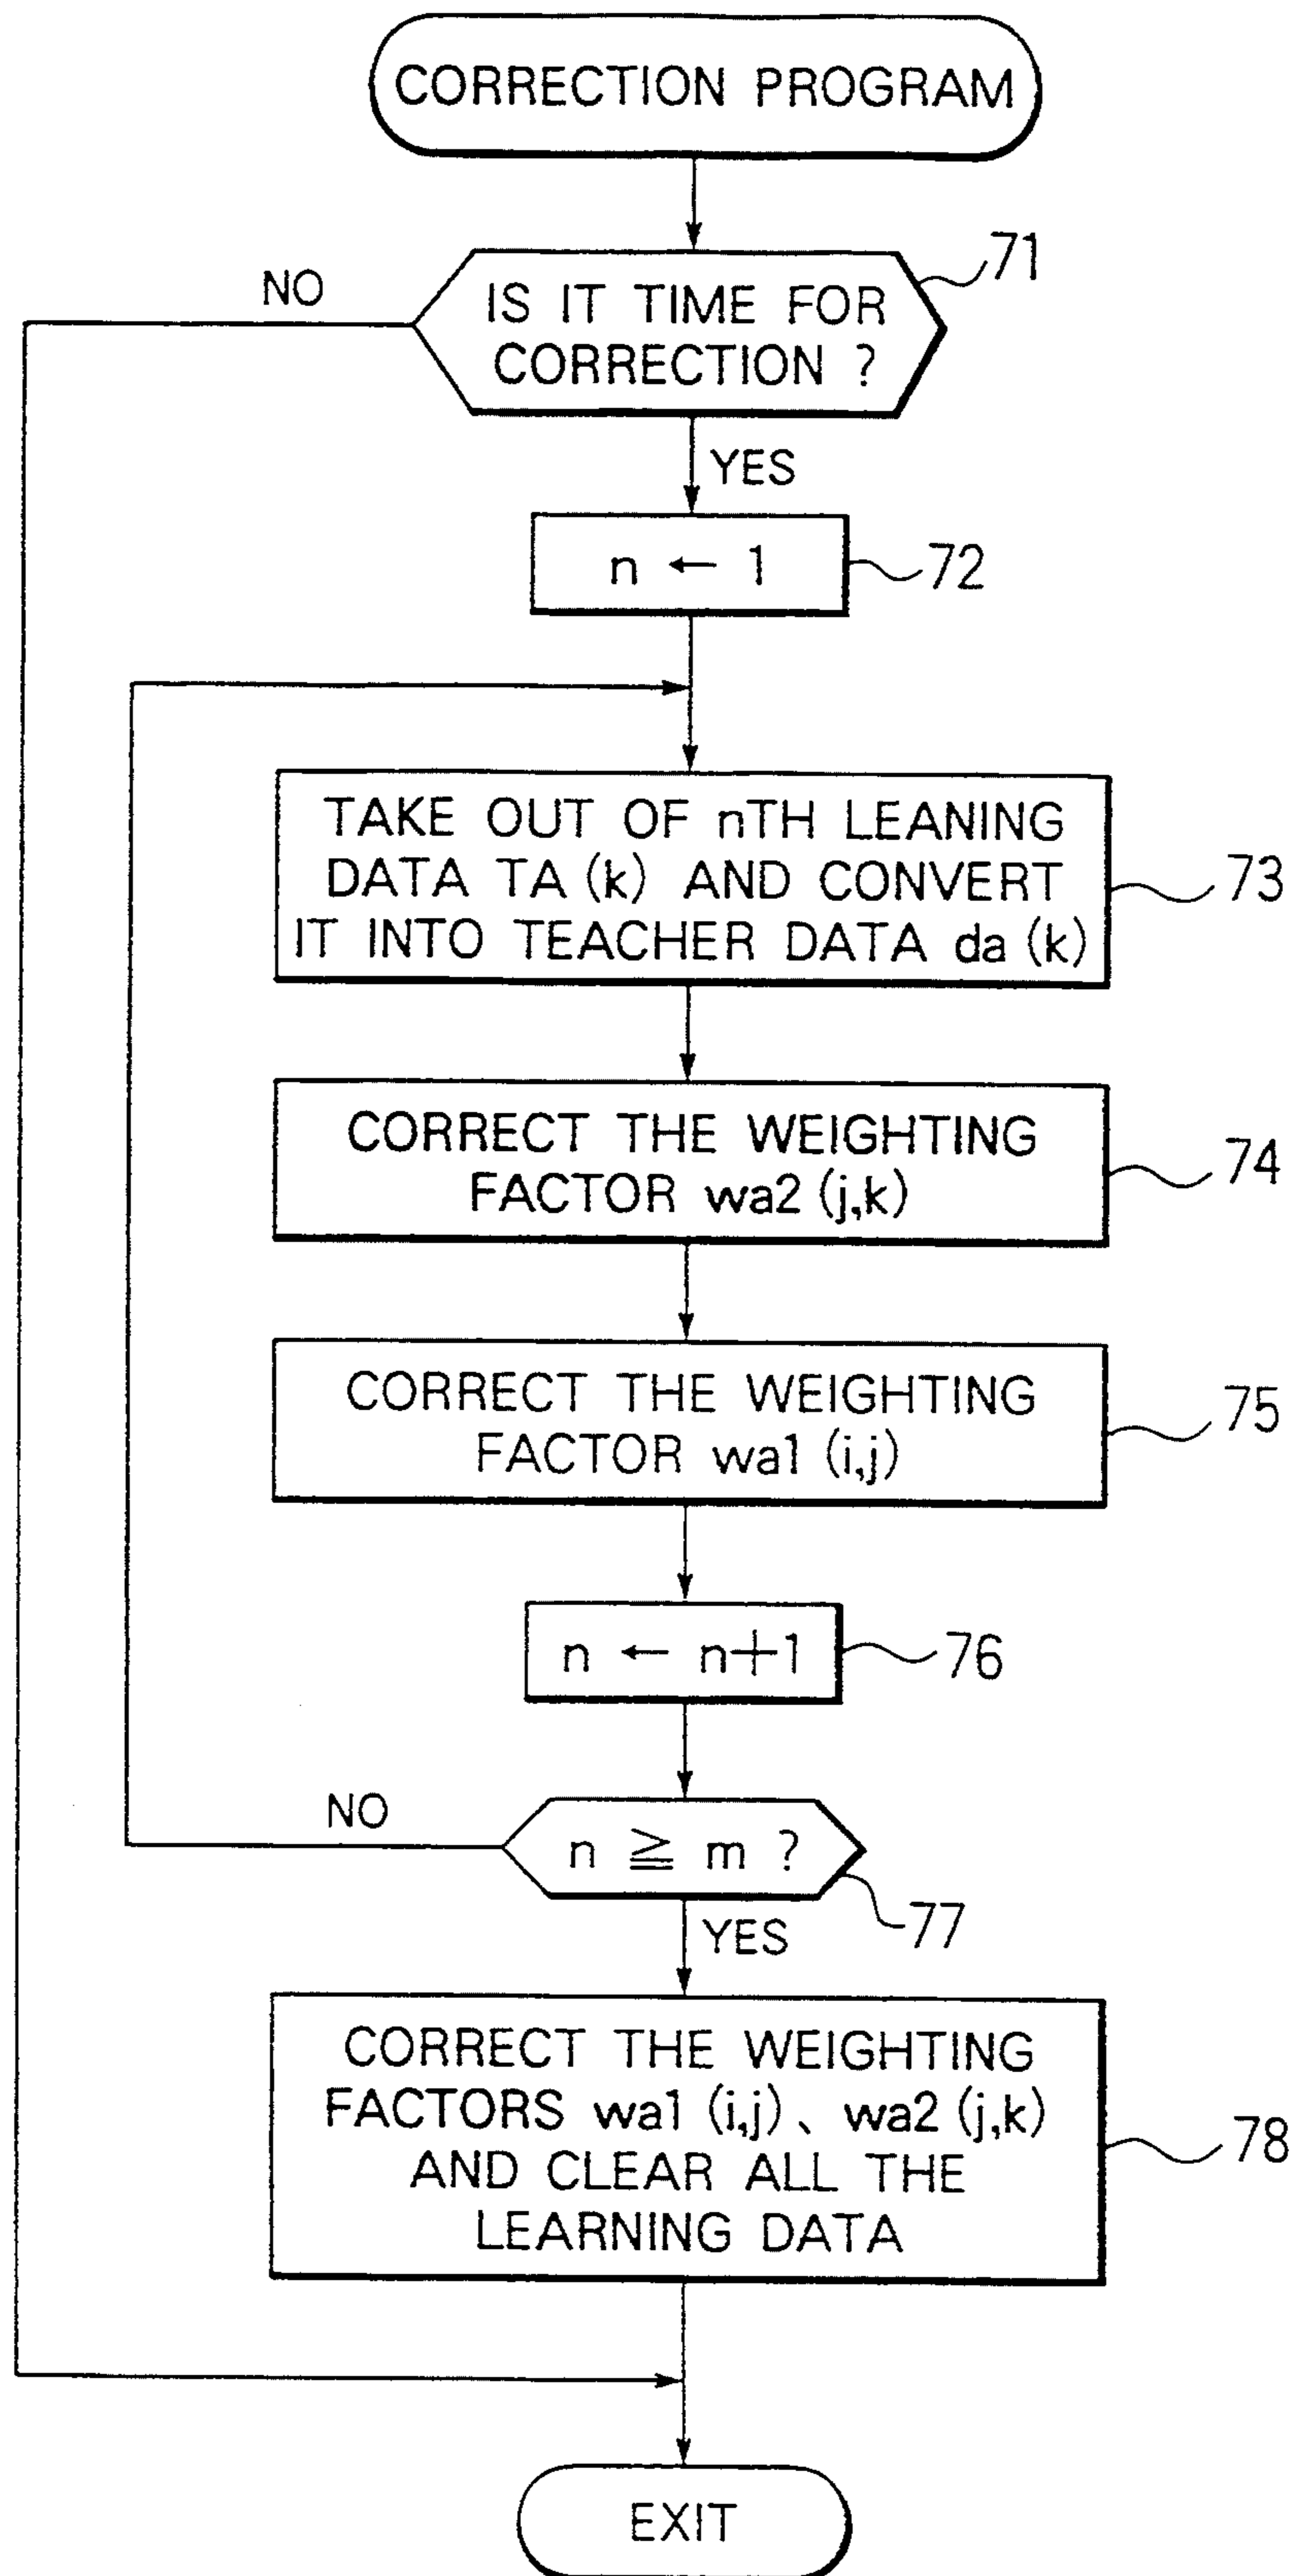 CORRECTION PROGRAM
71
NO
IS IT TIME FOR
CORRECTION ?
YES
n ← 1
72
TAKE OUT OF nTH LEANING
DATA TA (k) AND CONVERT
IT INTO TEACHER DATA da (k)
73
CORRECT THE WEIGHTING
FACTOR wa2 (j,k)
74
CORRECT THE WEIGHTING
FACTOR wa1 (i,j)
75
n ← n+1
76
NO
n ≧ m ?
77
YES
CORRECT THE WEIGHTING
FACTORS wa1 (i,j)、wa2 (j,k)
AND CLEAR ALL THE
LEARNING DATA
78
EXIT